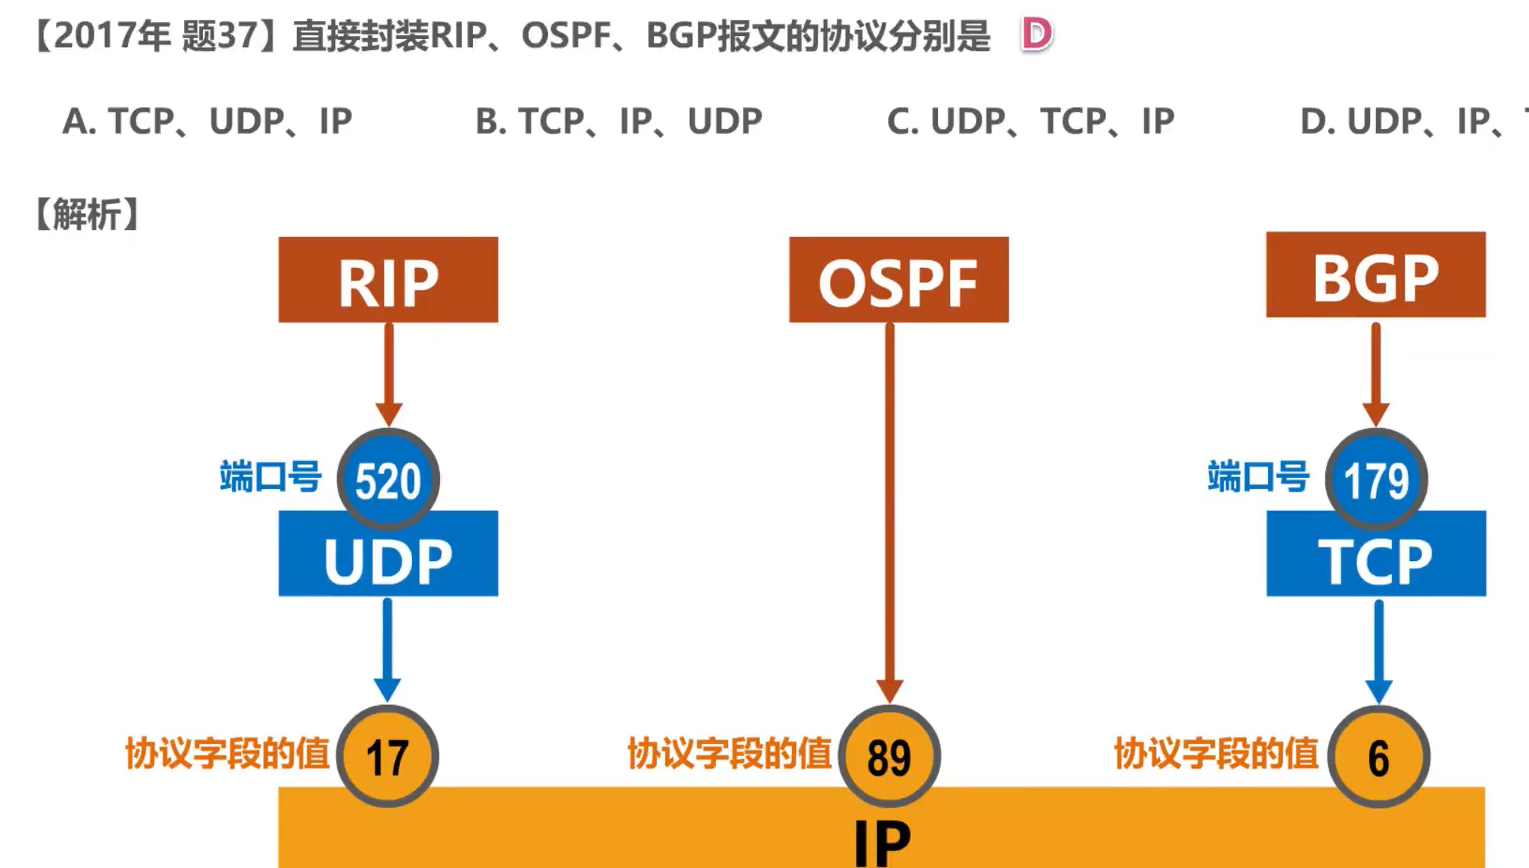 【2017年 题37】直接封装RIP、OSPF、BGP报文的协议分别是 D
A. TCP、UDP、IP B. TCP、IP、UDP C. UDP、TCP、IP D. UDP、IP、
【解析】
RIP OSPF BGP
端口号 520 端口号 179
UDP TCP
协议字段的值 17 协议字段的值 89 协议字段的值 6
IP